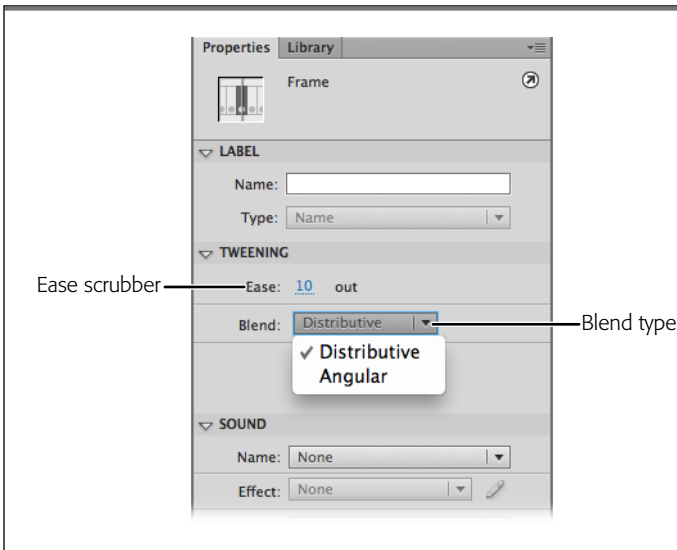 Properties Library
Frame
LABEL
Name:
Type: Name
TWEENING
Ease scrubber
Ease: 10 out
Blend: Distributive
Blend type
✓ Distributive
Angular
SOUND
Name: None
Effect: None